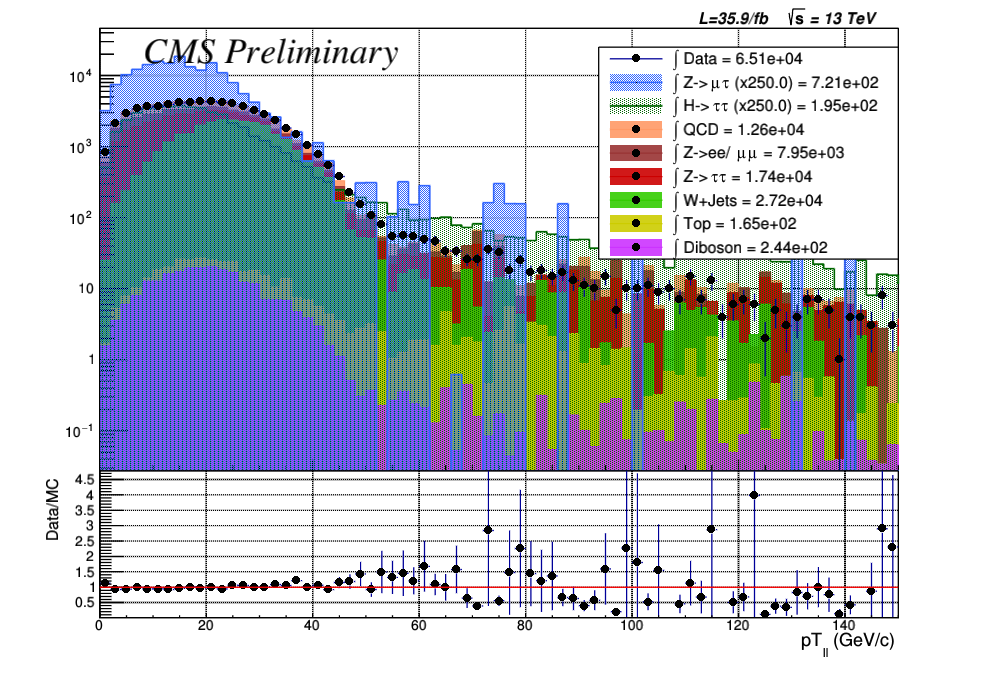 L=35.9/fb √s = 13 TeV
CMS Preliminary
∫ Data = 6.51e+04
∫ Z->μτ (x250.0) = 7.21e+02
∫ H->ττ (x250.0) = 1.95e+02
∫ QCD = 1.26e+04
∫ Z->ee/ μμ = 7.95e+03
∫ Z->ττ = 1.74e+04
∫ W+Jets = 2.72e+04
∫ Top = 1.65e+02
∫ Diboson = 2.44e+02
10⁴
10³
10²
10
1
10⁻¹
Data/MC
4.5
4
3.5
3
2.5
2
1.5
1
0.5
0 20 40 60 80 100 120 140
pT_ll (GeV/c)